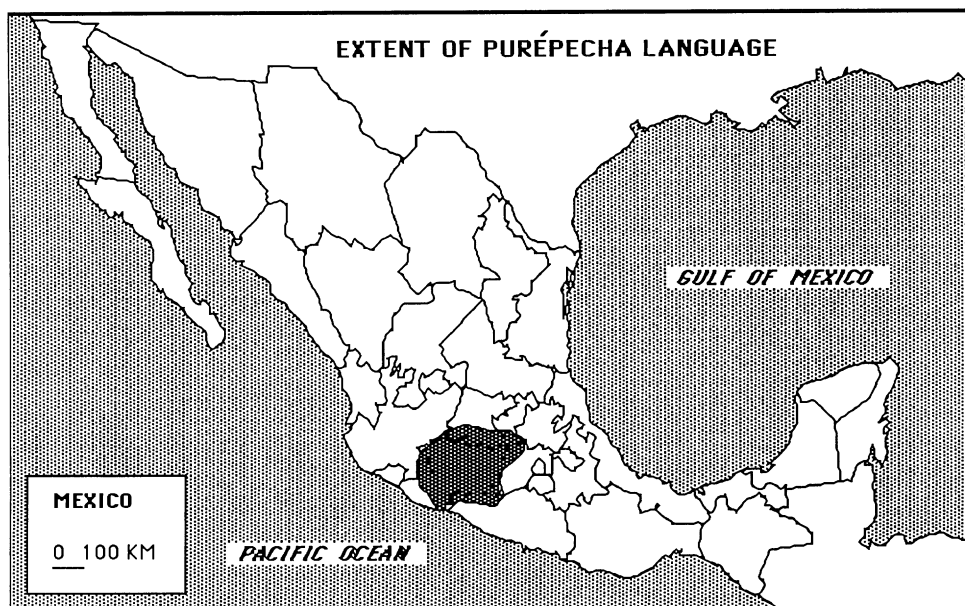 EXTENT OF PURÉPECHA LANGUAGE
GULF OF MEXICO
MEXICO
0 100 KM
PACIFIC OCEAN